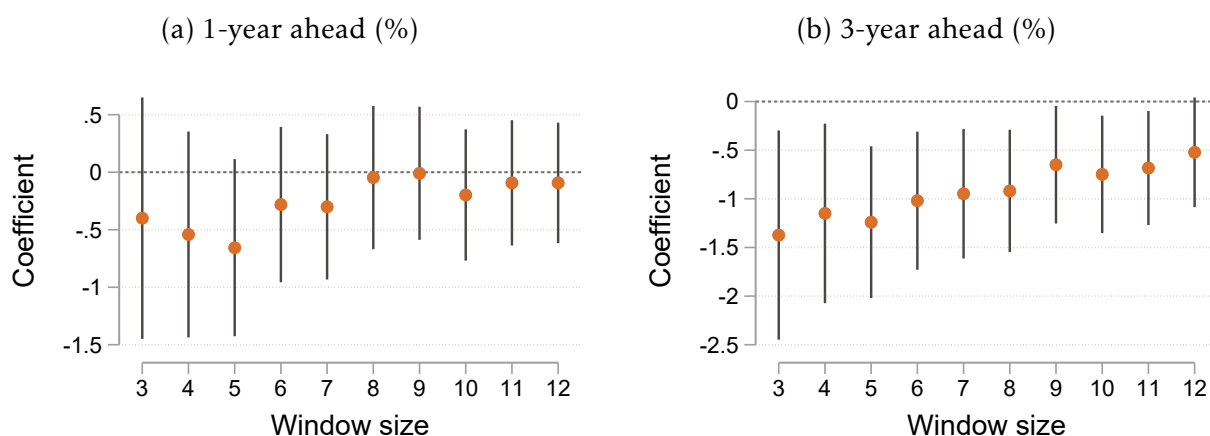 (a) 1-year ahead (%)
.5
0
-.5
-1
-1.5
Coefficient
3 4 5 6 7 8 9 10 11 12
Window size
(b) 3-year ahead (%)
0
-.5
-1
-1.5
-2
-2.5
Coefficient
3 4 5 6 7 8 9 10 11 12
Window size